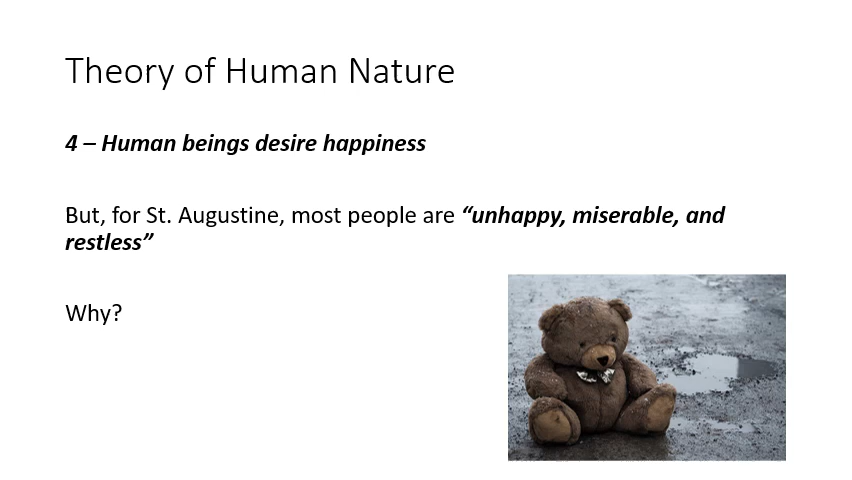 Theory of Human Nature
4 – Human beings desire happiness
But, for St. Augustine, most people are “unhappy, miserable, and
restless”
Why?